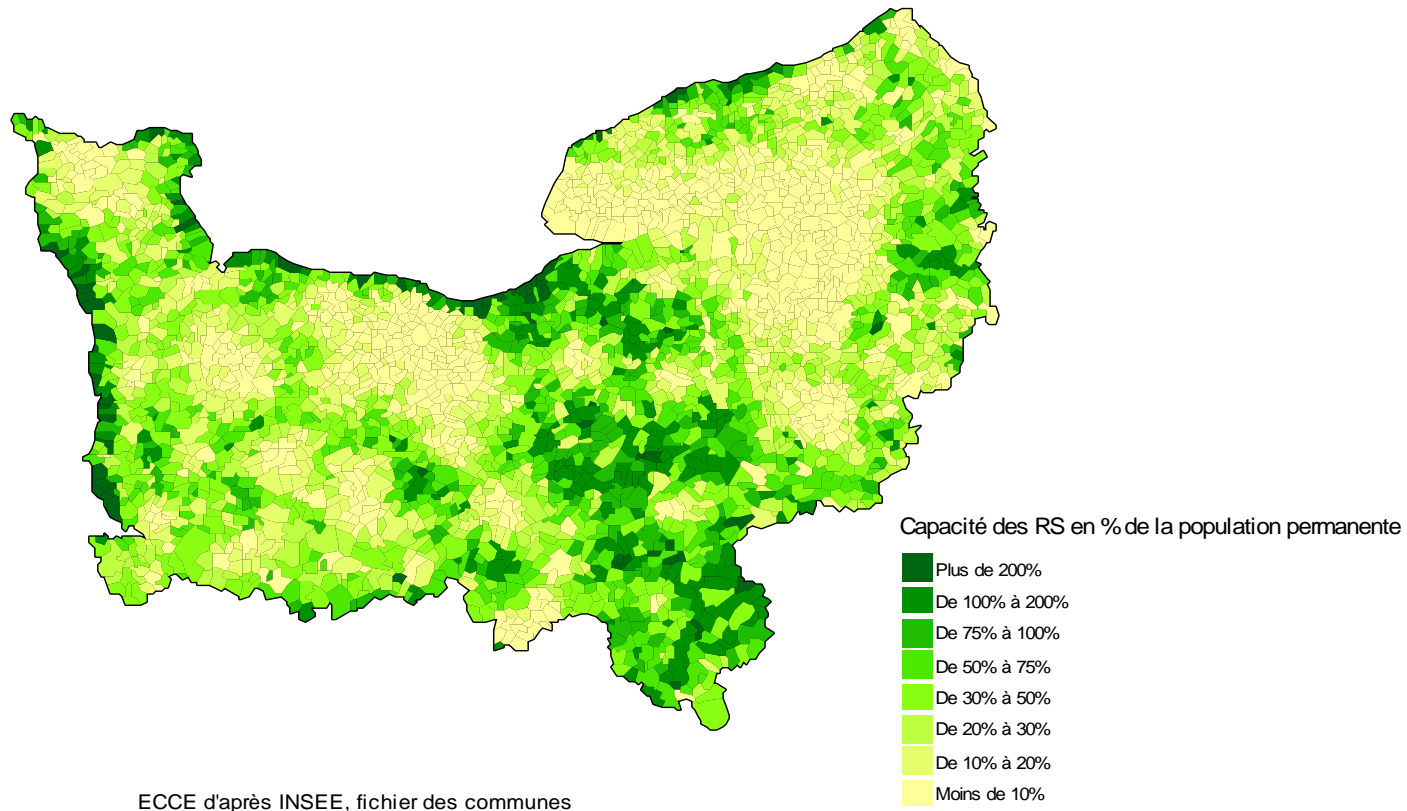 Capacité des RS en % de la population permanente
Plus de 200%
De 100% à 200%
De 75% à 100%
De 50% à 75%
De 30% à 50%
De 20% à 30%
De 10% à 20%
Moins de 10%
ECCE d'après INSEE, fichier des communes